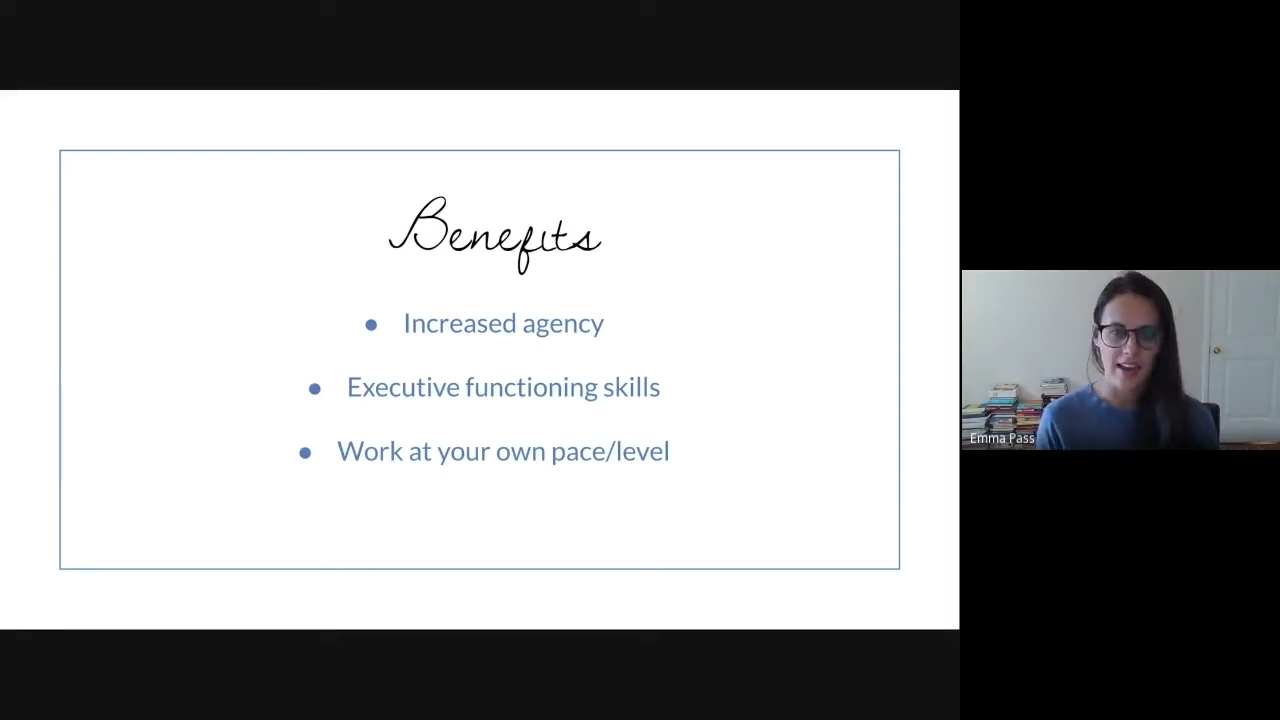 Benefits
● Increased agency
● Executive functioning skills
● Work at your own pace/level
Emma Pass